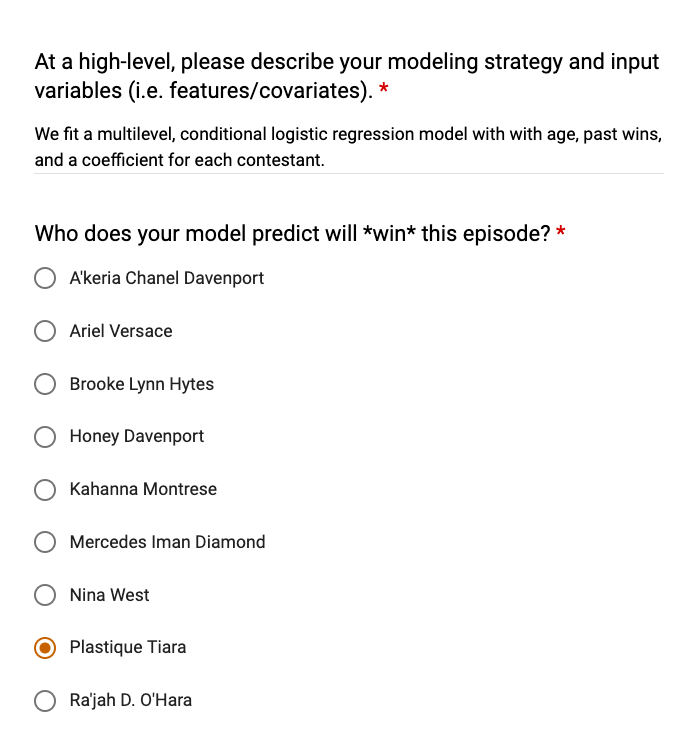 At a high-level, please describe your modeling strategy and input
variables (i.e. features/covariates). *
We fit a multilevel, conditional logistic regression model with with age, past wins,
and a coefficient for each contestant.
Who does your model predict will *win* this episode? *
A'keria Chanel Davenport
Ariel Versace
Brooke Lynn Hytes
Honey Davenport
Kahanna Montrese
Mercedes Iman Diamond
Nina West
Plastique Tiara
Ra'jah D. O'Hara